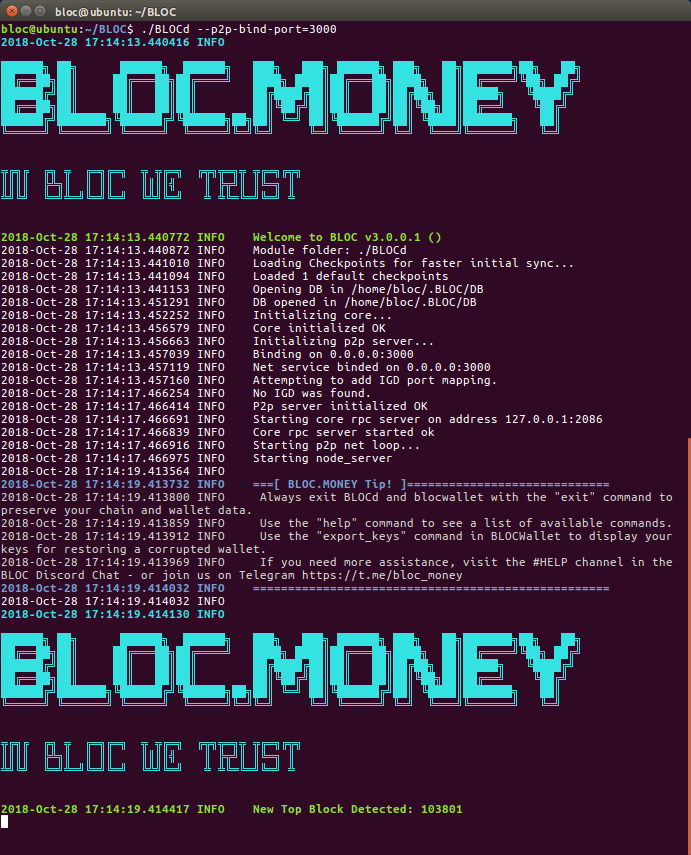 bloc@ubuntu: ~/BLOC
bloc@ubuntu:~/BLOC$ ./BLOCd --p2p-bind-port=3000
2018-Oct-28 17:14:13.440416 INFO
BLOC.MONEY
IN BLOC WE TRUST
2018-Oct-28 17:14:13.440772 INFO    Welcome to BLOC v3.0.0.1 ()
2018-Oct-28 17:14:13.440872 INFO    Module folder: ./BLOCd
2018-Oct-28 17:14:13.441010 INFO    Loading Checkpoints for faster initial sync...
2018-Oct-28 17:14:13.441094 INFO    Loaded 1 default checkpoints
2018-Oct-28 17:14:13.441153 INFO    Opening DB in /home/bloc/.BLOC/DB
2018-Oct-28 17:14:13.451291 INFO    DB opened in /home/bloc/.BLOC/DB
2018-Oct-28 17:14:13.452252 INFO    Initializing core...
2018-Oct-28 17:14:13.456579 INFO    Core initialized OK
2018-Oct-28 17:14:13.456663 INFO    Initializing p2p server...
2018-Oct-28 17:14:13.457039 INFO    Binding on 0.0.0.0:3000
2018-Oct-28 17:14:13.457119 INFO    Net service binded on 0.0.0.0:3000
2018-Oct-28 17:14:13.457160 INFO    Attempting to add IGD port mapping.
2018-Oct-28 17:14:17.466254 INFO    No IGD was found.
2018-Oct-28 17:14:17.466414 INFO    P2p server initialized OK
2018-Oct-28 17:14:17.466691 INFO    Starting core rpc server on address 127.0.0.1:2086
2018-Oct-28 17:14:17.466839 INFO    Core rpc server started ok
2018-Oct-28 17:14:17.466916 INFO    Starting p2p net loop...
2018-Oct-28 17:14:17.466975 INFO    Starting node_server
2018-Oct-28 17:14:19.413564 INFO
2018-Oct-28 17:14:19.413732 INFO    ===[ BLOC.MONEY Tip! ]=============================
2018-Oct-28 17:14:19.413800 INFO     Always exit BLOCd and blocwallet with the "exit" command to
preserve your chain and wallet data.
2018-Oct-28 17:14:19.413859 INFO     Use the "help" command to see a list of available commands.
2018-Oct-28 17:14:19.413912 INFO     Use the "export_keys" command in BLOCWallet to display your
keys for restoring a corrupted wallet.
2018-Oct-28 17:14:19.413969 INFO     If you need more assistance, visit the #HELP channel in the
BLOC Discord Chat - or join us on Telegram https://t.me/bloc_money
2018-Oct-28 17:14:19.414032 INFO    ===================================================
2018-Oct-28 17:14:19.414032 INFO
2018-Oct-28 17:14:19.414130 INFO
BLOC.MONEY
IN BLOC WE TRUST
2018-Oct-28 17:14:19.414417 INFO    New Top Block Detected: 103801